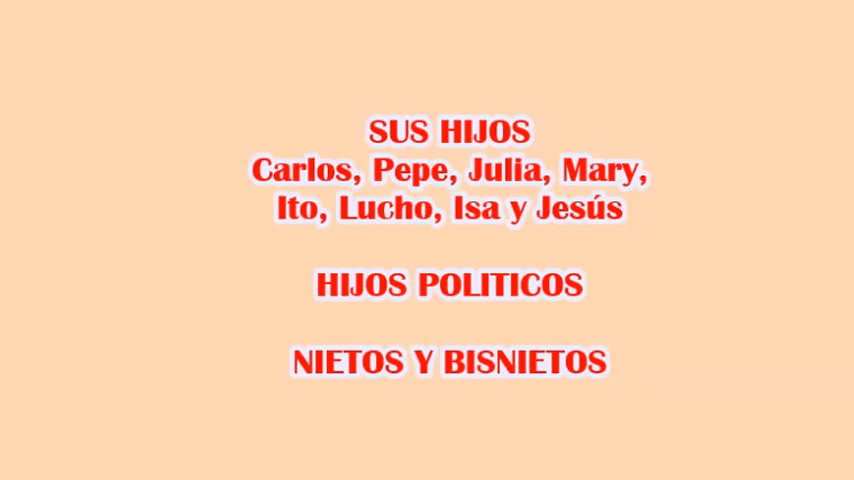 SUS HIJOS
Carlos, Pepe, Julia, Mary,
Ito, Lucho, Isa y Jesús
HIJOS POLITICOS
NIETOS Y BISNIETOS